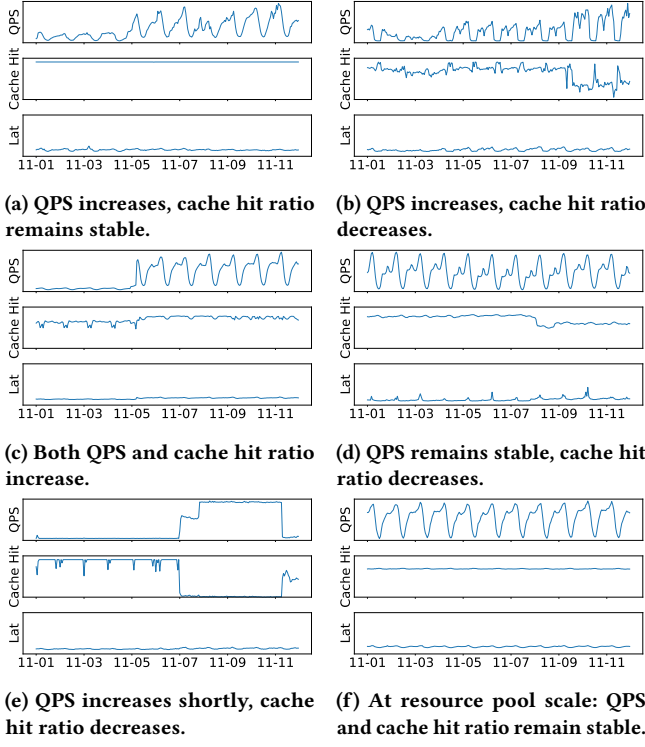 QPS
Cache Hit
Lat
11-01 11-03 11-05 11-07 11-09 11-11
(a) QPS increases, cache hit ratio
remains stable.
QPS
Cache Hit
Lat
11-01 11-03 11-05 11-07 11-09 11-11
(b) QPS increases, cache hit ratio
decreases.
QPS
Cache Hit
Lat
11-01 11-03 11-05 11-07 11-09 11-11
(c) Both QPS and cache hit ratio
increase.
QPS
Cache Hit
Lat
11-01 11-03 11-05 11-07 11-09 11-11
(d) QPS remains stable, cache hit
ratio decreases.
QPS
Cache Hit
Lat
11-01 11-03 11-05 11-07 11-09 11-11
(e) QPS increases shortly, cache
hit ratio decreases.
QPS
Cache Hit
Lat
11-01 11-03 11-05 11-07 11-09 11-11
(f) At resource pool scale: QPS
and cache hit ratio remain stable.